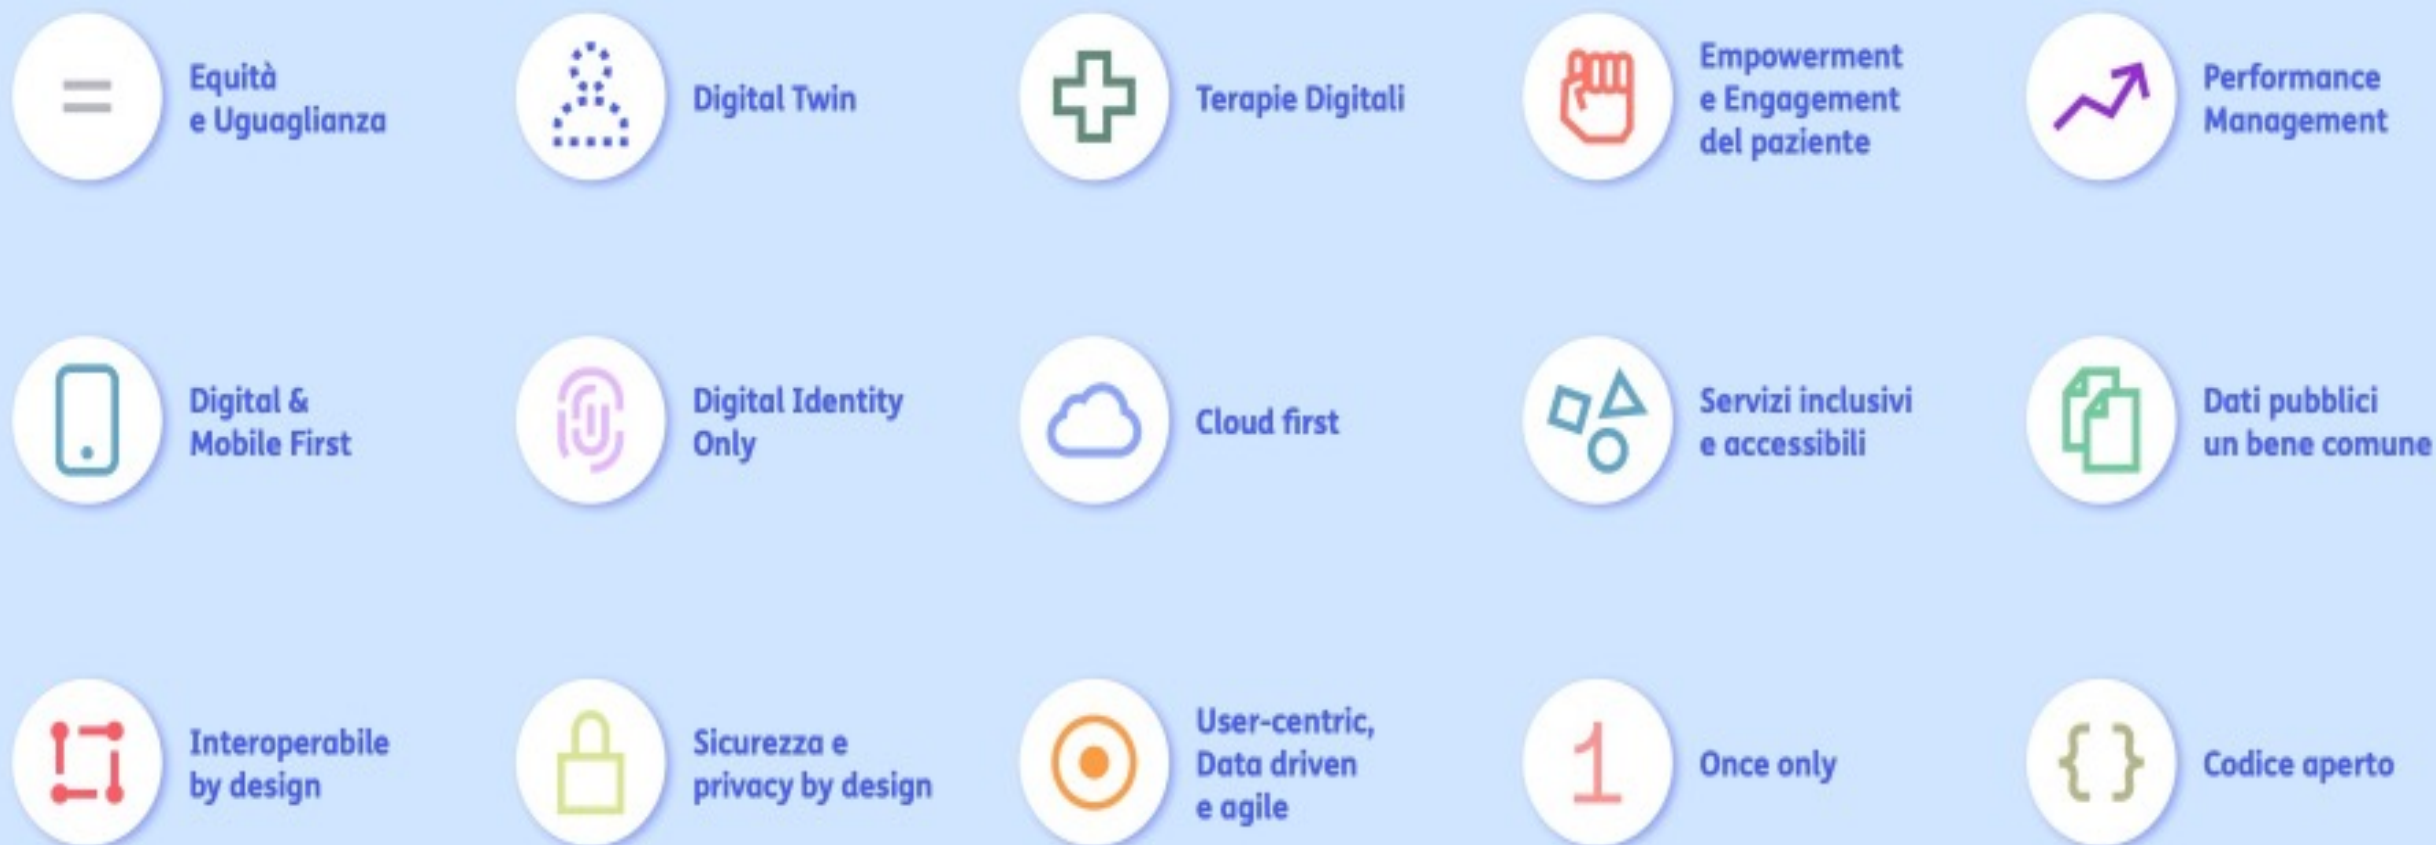 Equità
e Uguaglianza
Digital Twin
Terapie Digitali
Empowerment
e Engagement
del paziente
Performance
Management
Digital &
Mobile First
Digital Identity
Only
Cloud first
Servizi inclusivi
e accessibili
Dati pubblici
un bene comune
Interoperabile
by design
Sicurezza e
privacy by design
User-centric,
Data driven
e agile
1
Once only
{ }
Codice aperto